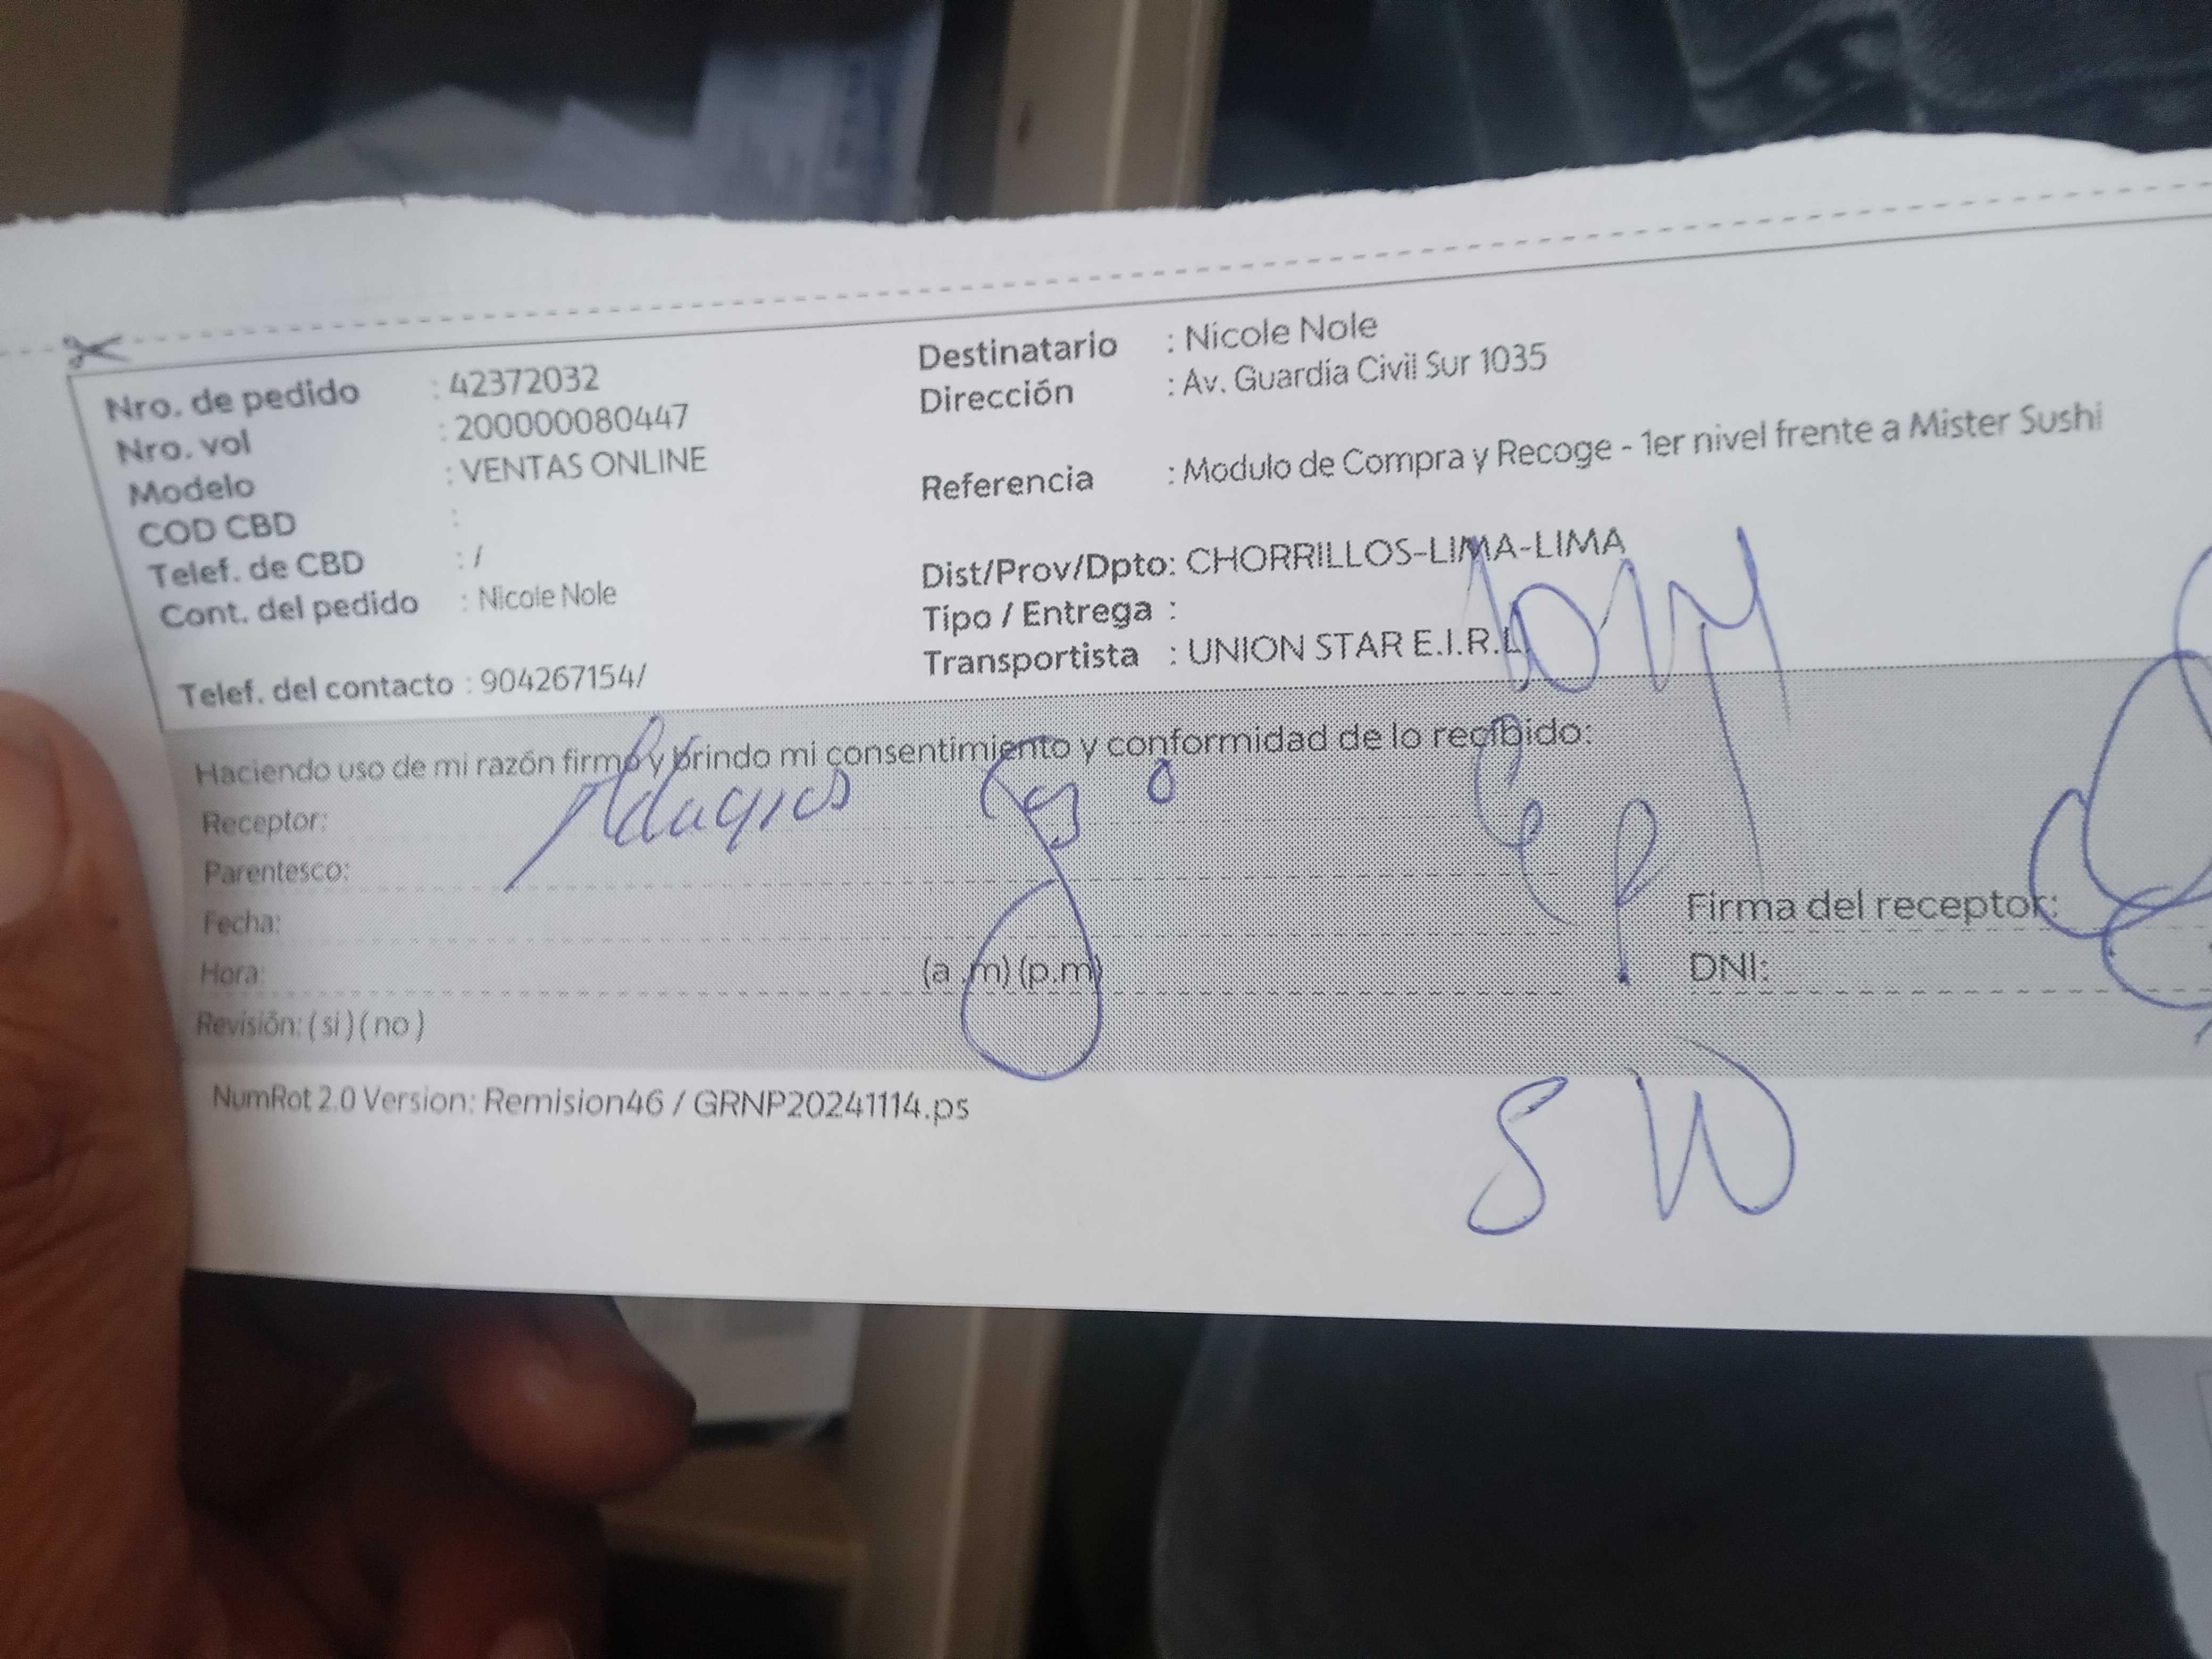 Nro. de pedido : 42372032
Nro. vol : 200000080447
Modelo : VENTAS ONLINE
COD CBD :
Telef. de CBD : /
Cont. del pedido : Nicole Nole
Telef. del contacto : 904267154/
Destinatario : Nicole Nole
Dirección : Av. Guardia Civil Sur 1035
Referencia : Modulo de Compra y Recoge - 1er nivel frente a Mister Sushi
Dist/Prov/Dpto: CHORRILLOS-LIMA-LIMA
Tipo / Entrega :
Transportista : UNION STAR E.I.R.L.
Haciendo uso de mi razón firmo y brindo mi consentimiento y conformidad de lo recibido:
Receptor:
Parentesco:
Fecha:
Hora: (a .m) (p.m)
Revisión: ( si ) ( no )
Firma del receptor:
DNI:
NumRot 2.0 Version: Remision46 / GRNP20241114.ps